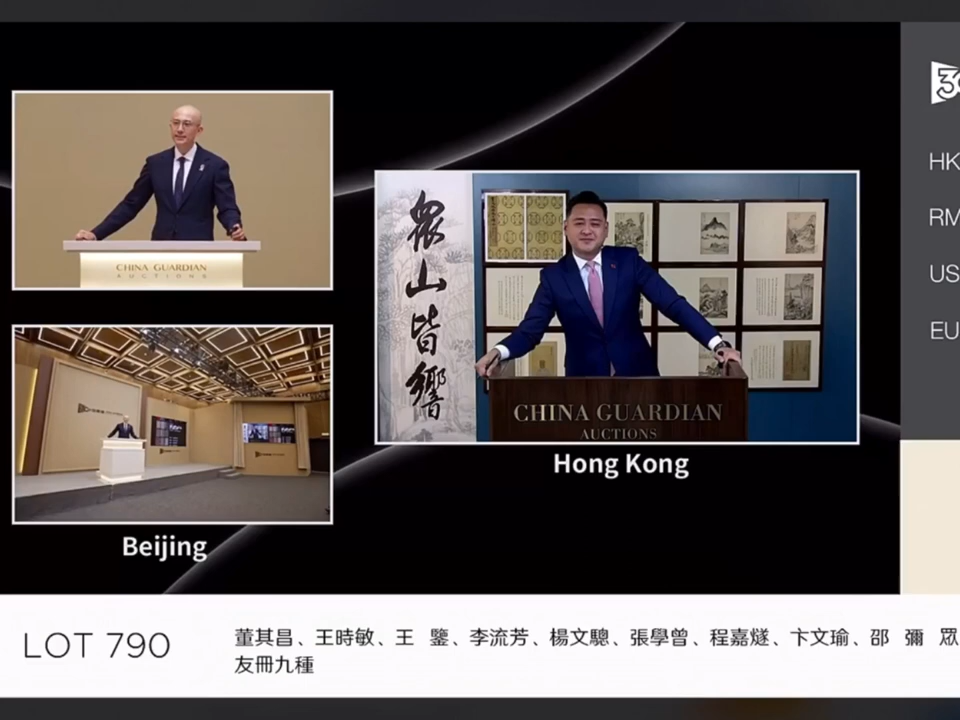 CHINA GUARDIAN
AUCTIONS
眾山皆響
CHINA GUARDIAN
AUCTIONS
Hong Kong
Beijing
HK
RM
US
EU
LOT 790
董其昌、王時敏、王 鑒、李流芳、楊文驄、張學曾、程嘉燧、卞文瑜、邵 彌 眾
友冊九種